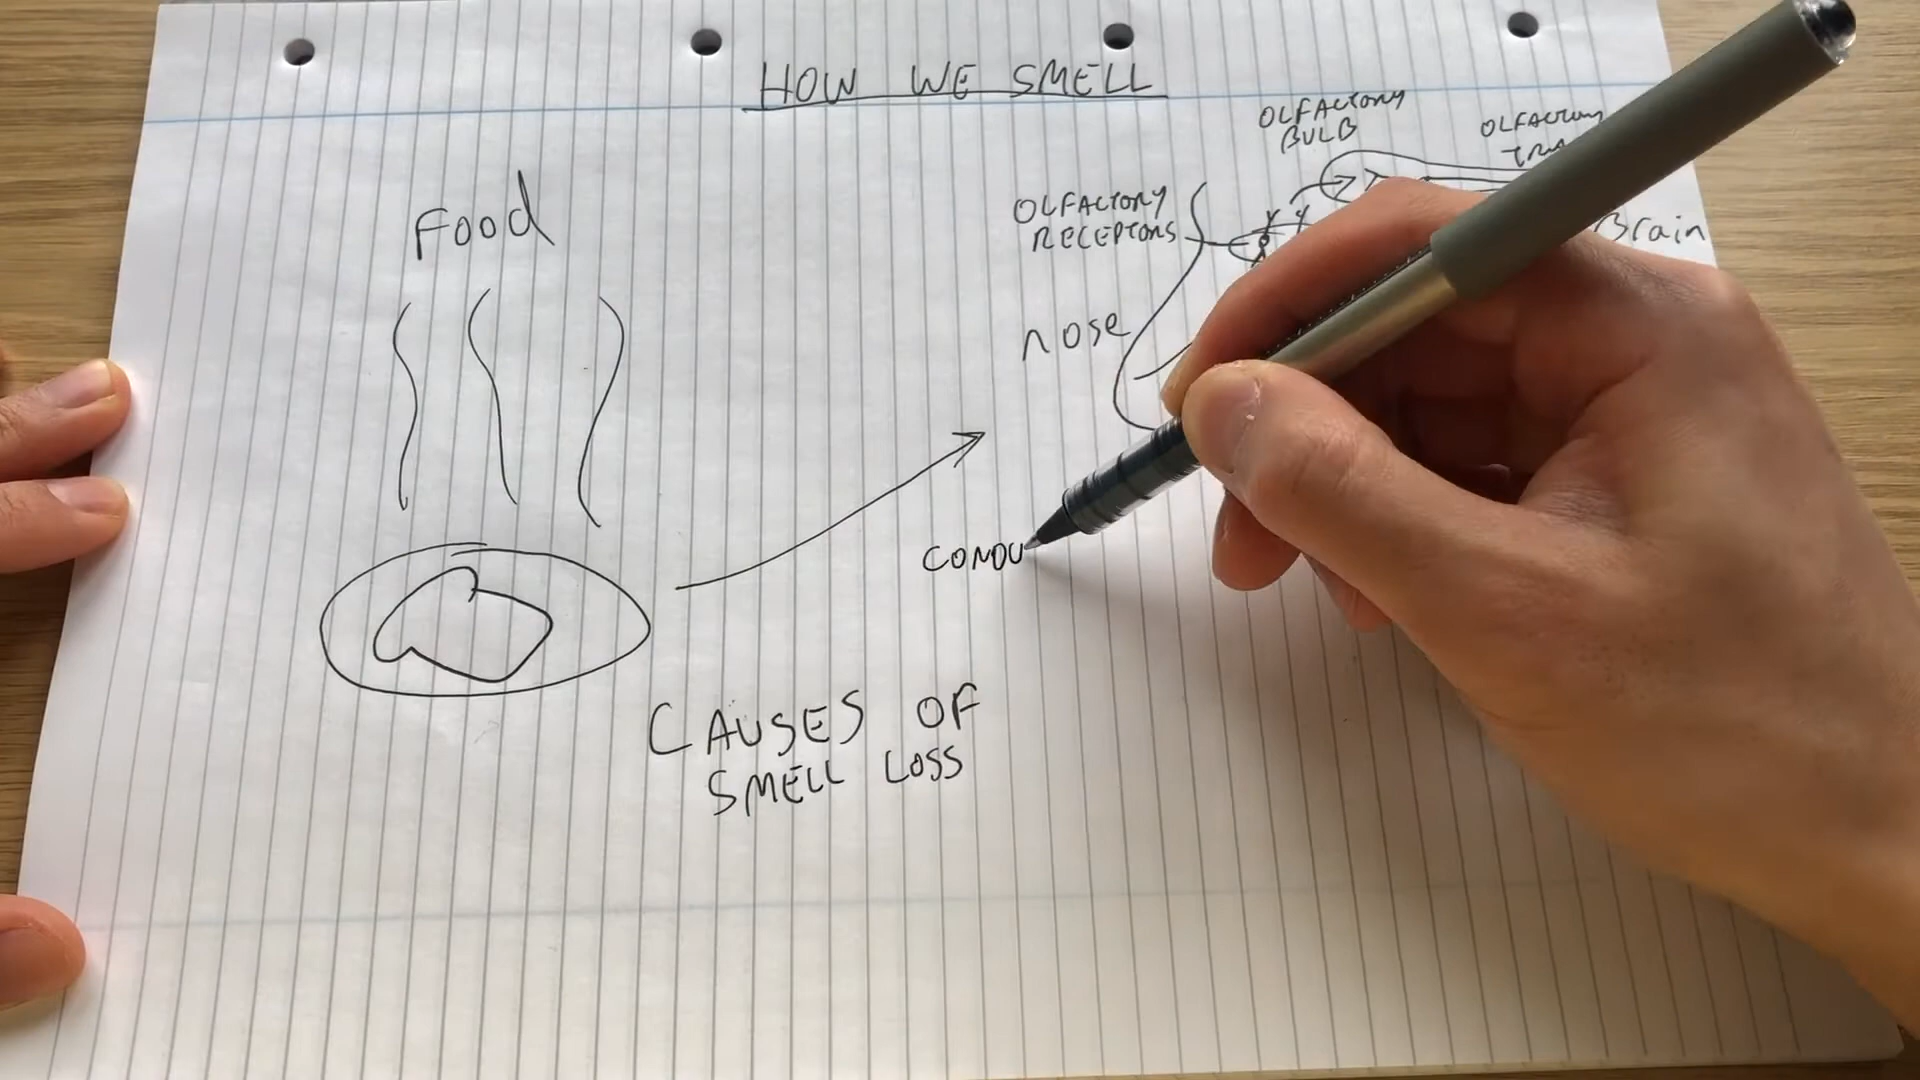 HOW WE SMELL
OLFACTORY
BULB
OLFACTORY
OLFACTORY
RECEPTORS
Food
Brain
nose
CONDU
CAUSES OF
SMELL LOSS